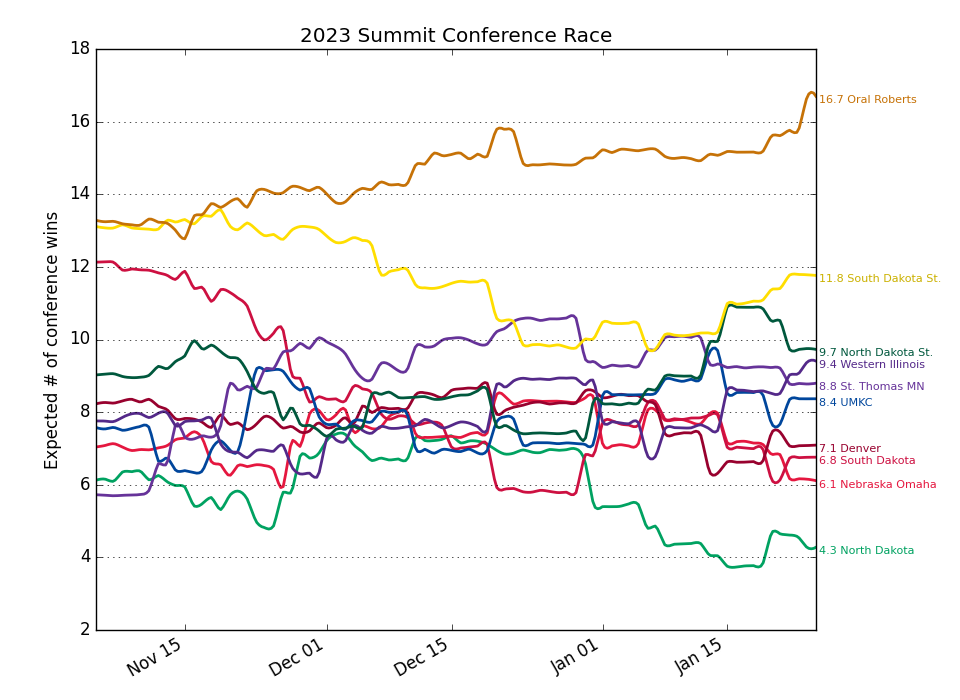 2023 Summit Conference Race
Expected # of conference wins
18
16
14
12
10
8
6
4
2
16.7 Oral Roberts
11.8 South Dakota St.
9.7 North Dakota St.
9.4 Western Illinois
8.8 St. Thomas MN
8.4 UMKC
7.1 Denver
6.8 South Dakota
6.1 Nebraska Omaha
4.3 North Dakota
Nov 15
Dec 01
Dec 15
Jan 01
Jan 15